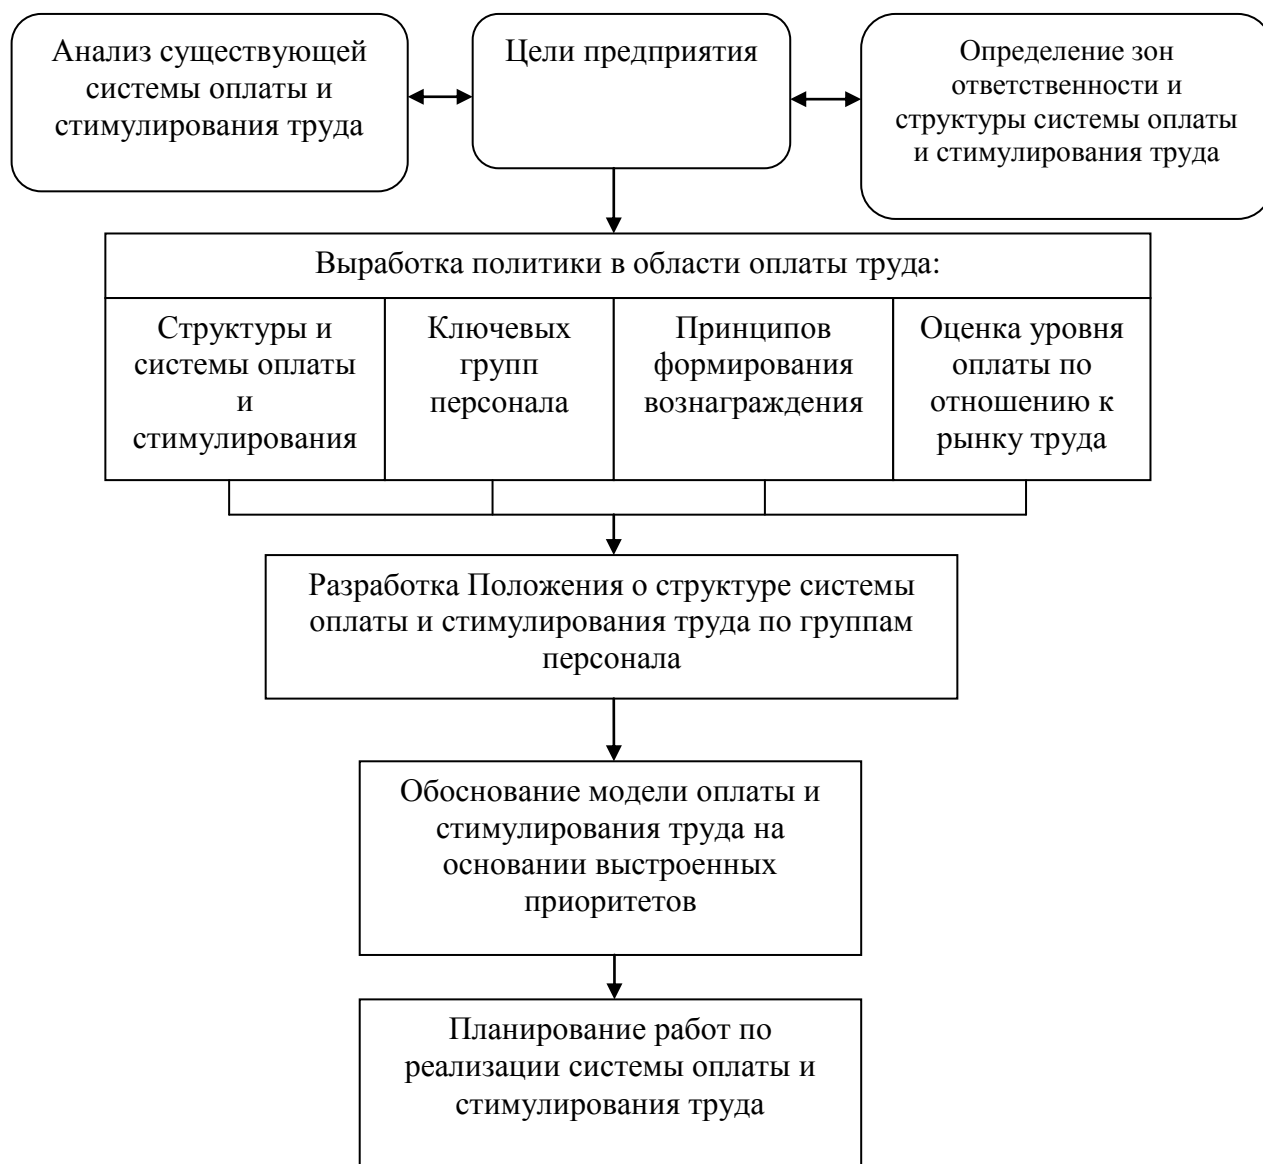 Анализ существующей
системы оплаты и
стимулирования труда
Цели предприятия
Определение зон
ответственности и
структуры системы оплаты
и стимулирования труда
Выработка политики в области оплаты труда:
Структуры и
системы оплаты
и
стимулирования
Ключевых
групп
персонала
Принципов
формирования
вознаграждения
Оценка уровня
оплаты по
отношению к
рынку труда
Разработка Положения о структуре системы
оплаты и стимулирования труда по группам
персонала
Обоснование модели оплаты и
стимулирования труда на
основании выстроенных
приоритетов
Планирование работ по
реализации системы оплаты и
стимулирования труда